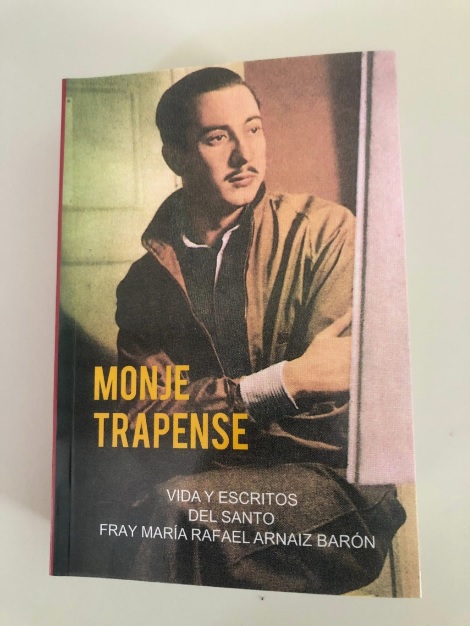 MONJE
TRAPENSE
VIDA Y ESCRITOS
DEL SANTO
FRAY MARÍA RAFAEL ARNAIZ BARÓN